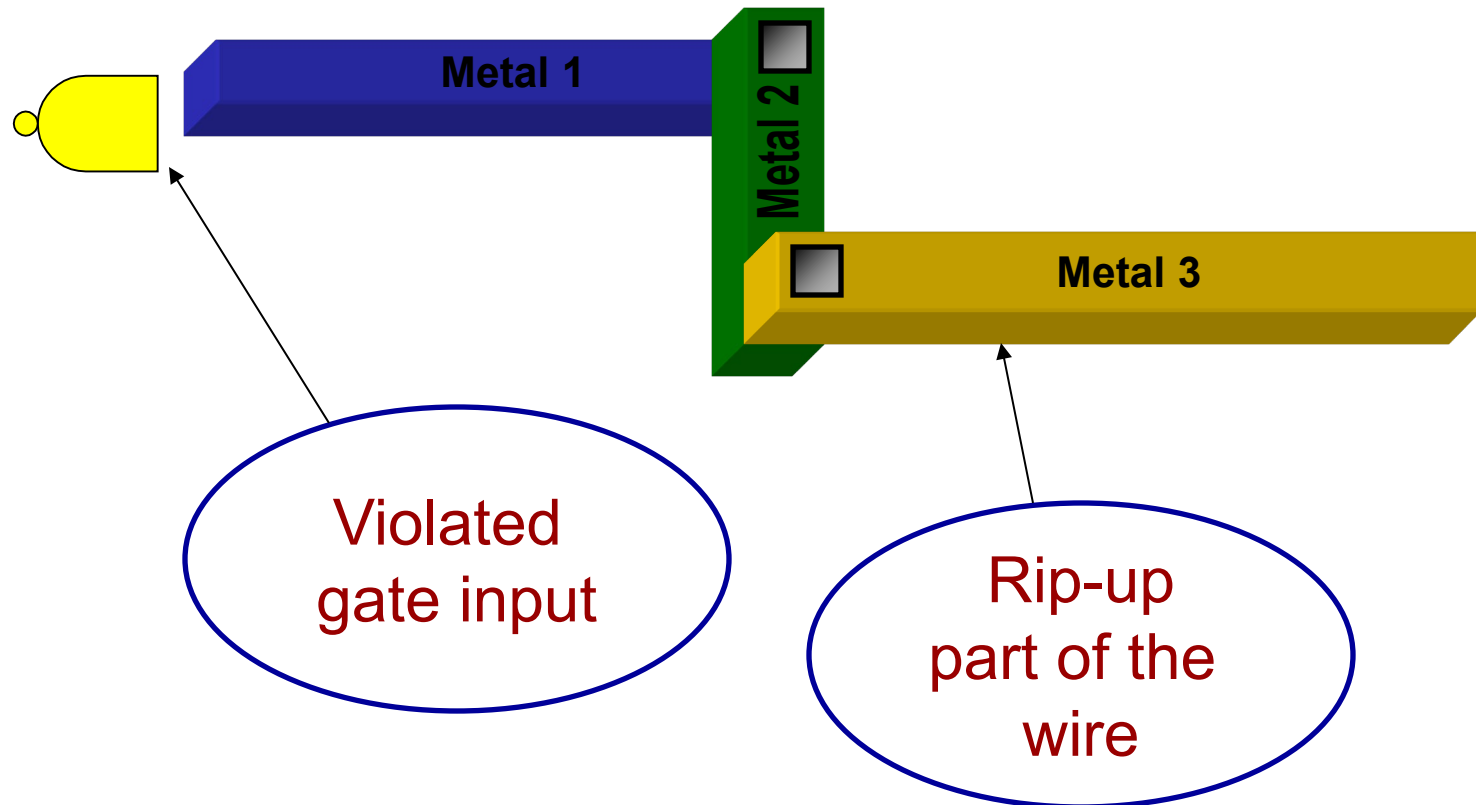 Metal 1
Metal 2
Metal 3
Violated
gate input
Rip-up
part of the
wire